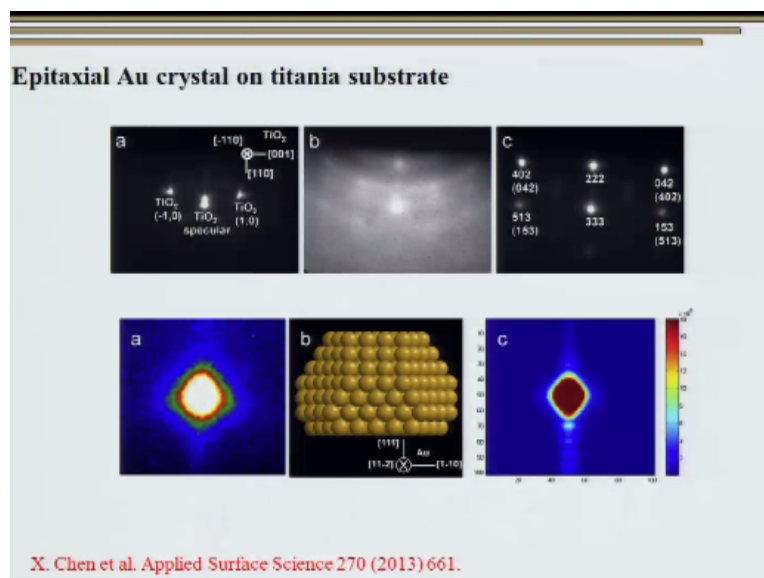 Epitaxial Au crystal on titania substrate
a
[-110] TiO2
[001]
[110]
TiO2
(-1,0)
TiO2
specular
TiO2
(1,0)
b
c
402
(042)
222
042
(402)
513
(153)
333
153
(513)
a
b
[111]
Au
[11-2]
[1-10]
c
X. Chen et al. Applied Surface Science 270 (2013) 661.